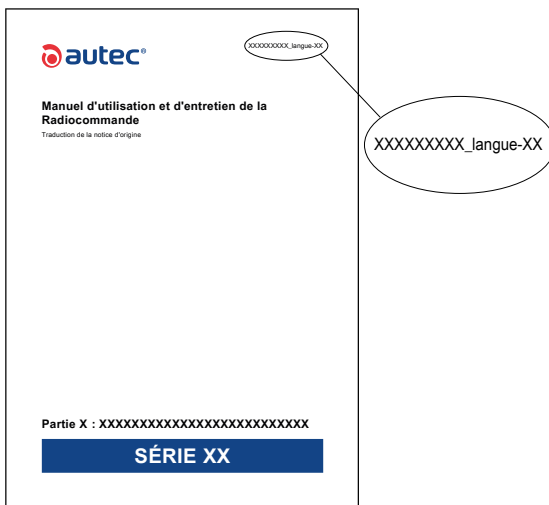 autec®
XXXXXXXXXX_langue-XX
Manuel d'utilisation et d'entretien de la
Radiocommande
Traduction de la notice d'origine
XXXXXXXXX_langue-XX
Partie X : XXXXXXXXXXXXXXXXXXXXXXXXXX
SÉRIE XX